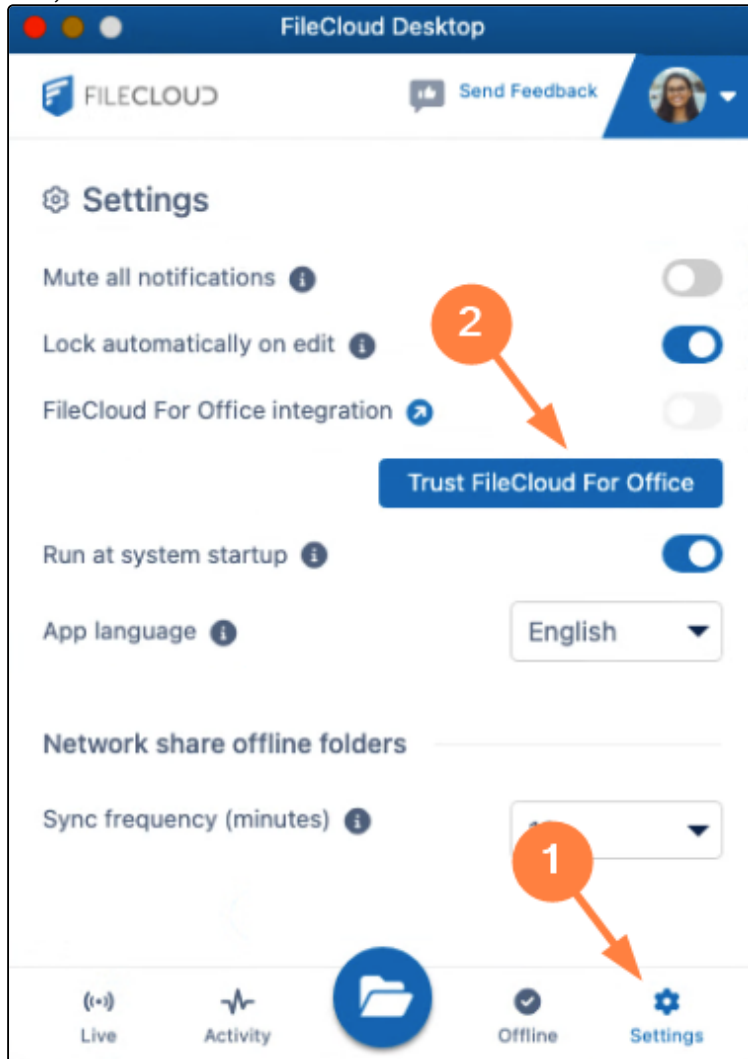 FileCloud Desktop
FILECLOUD
Send Feedback
Settings
Mute all notifications
2
Lock automatically on edit
FileCloud For Office integration
Trust FileCloud For Office
Run at system startup
App language
English
Network share offline folders
Sync frequency (minutes)
1
Live
Activity
Offline
Settings